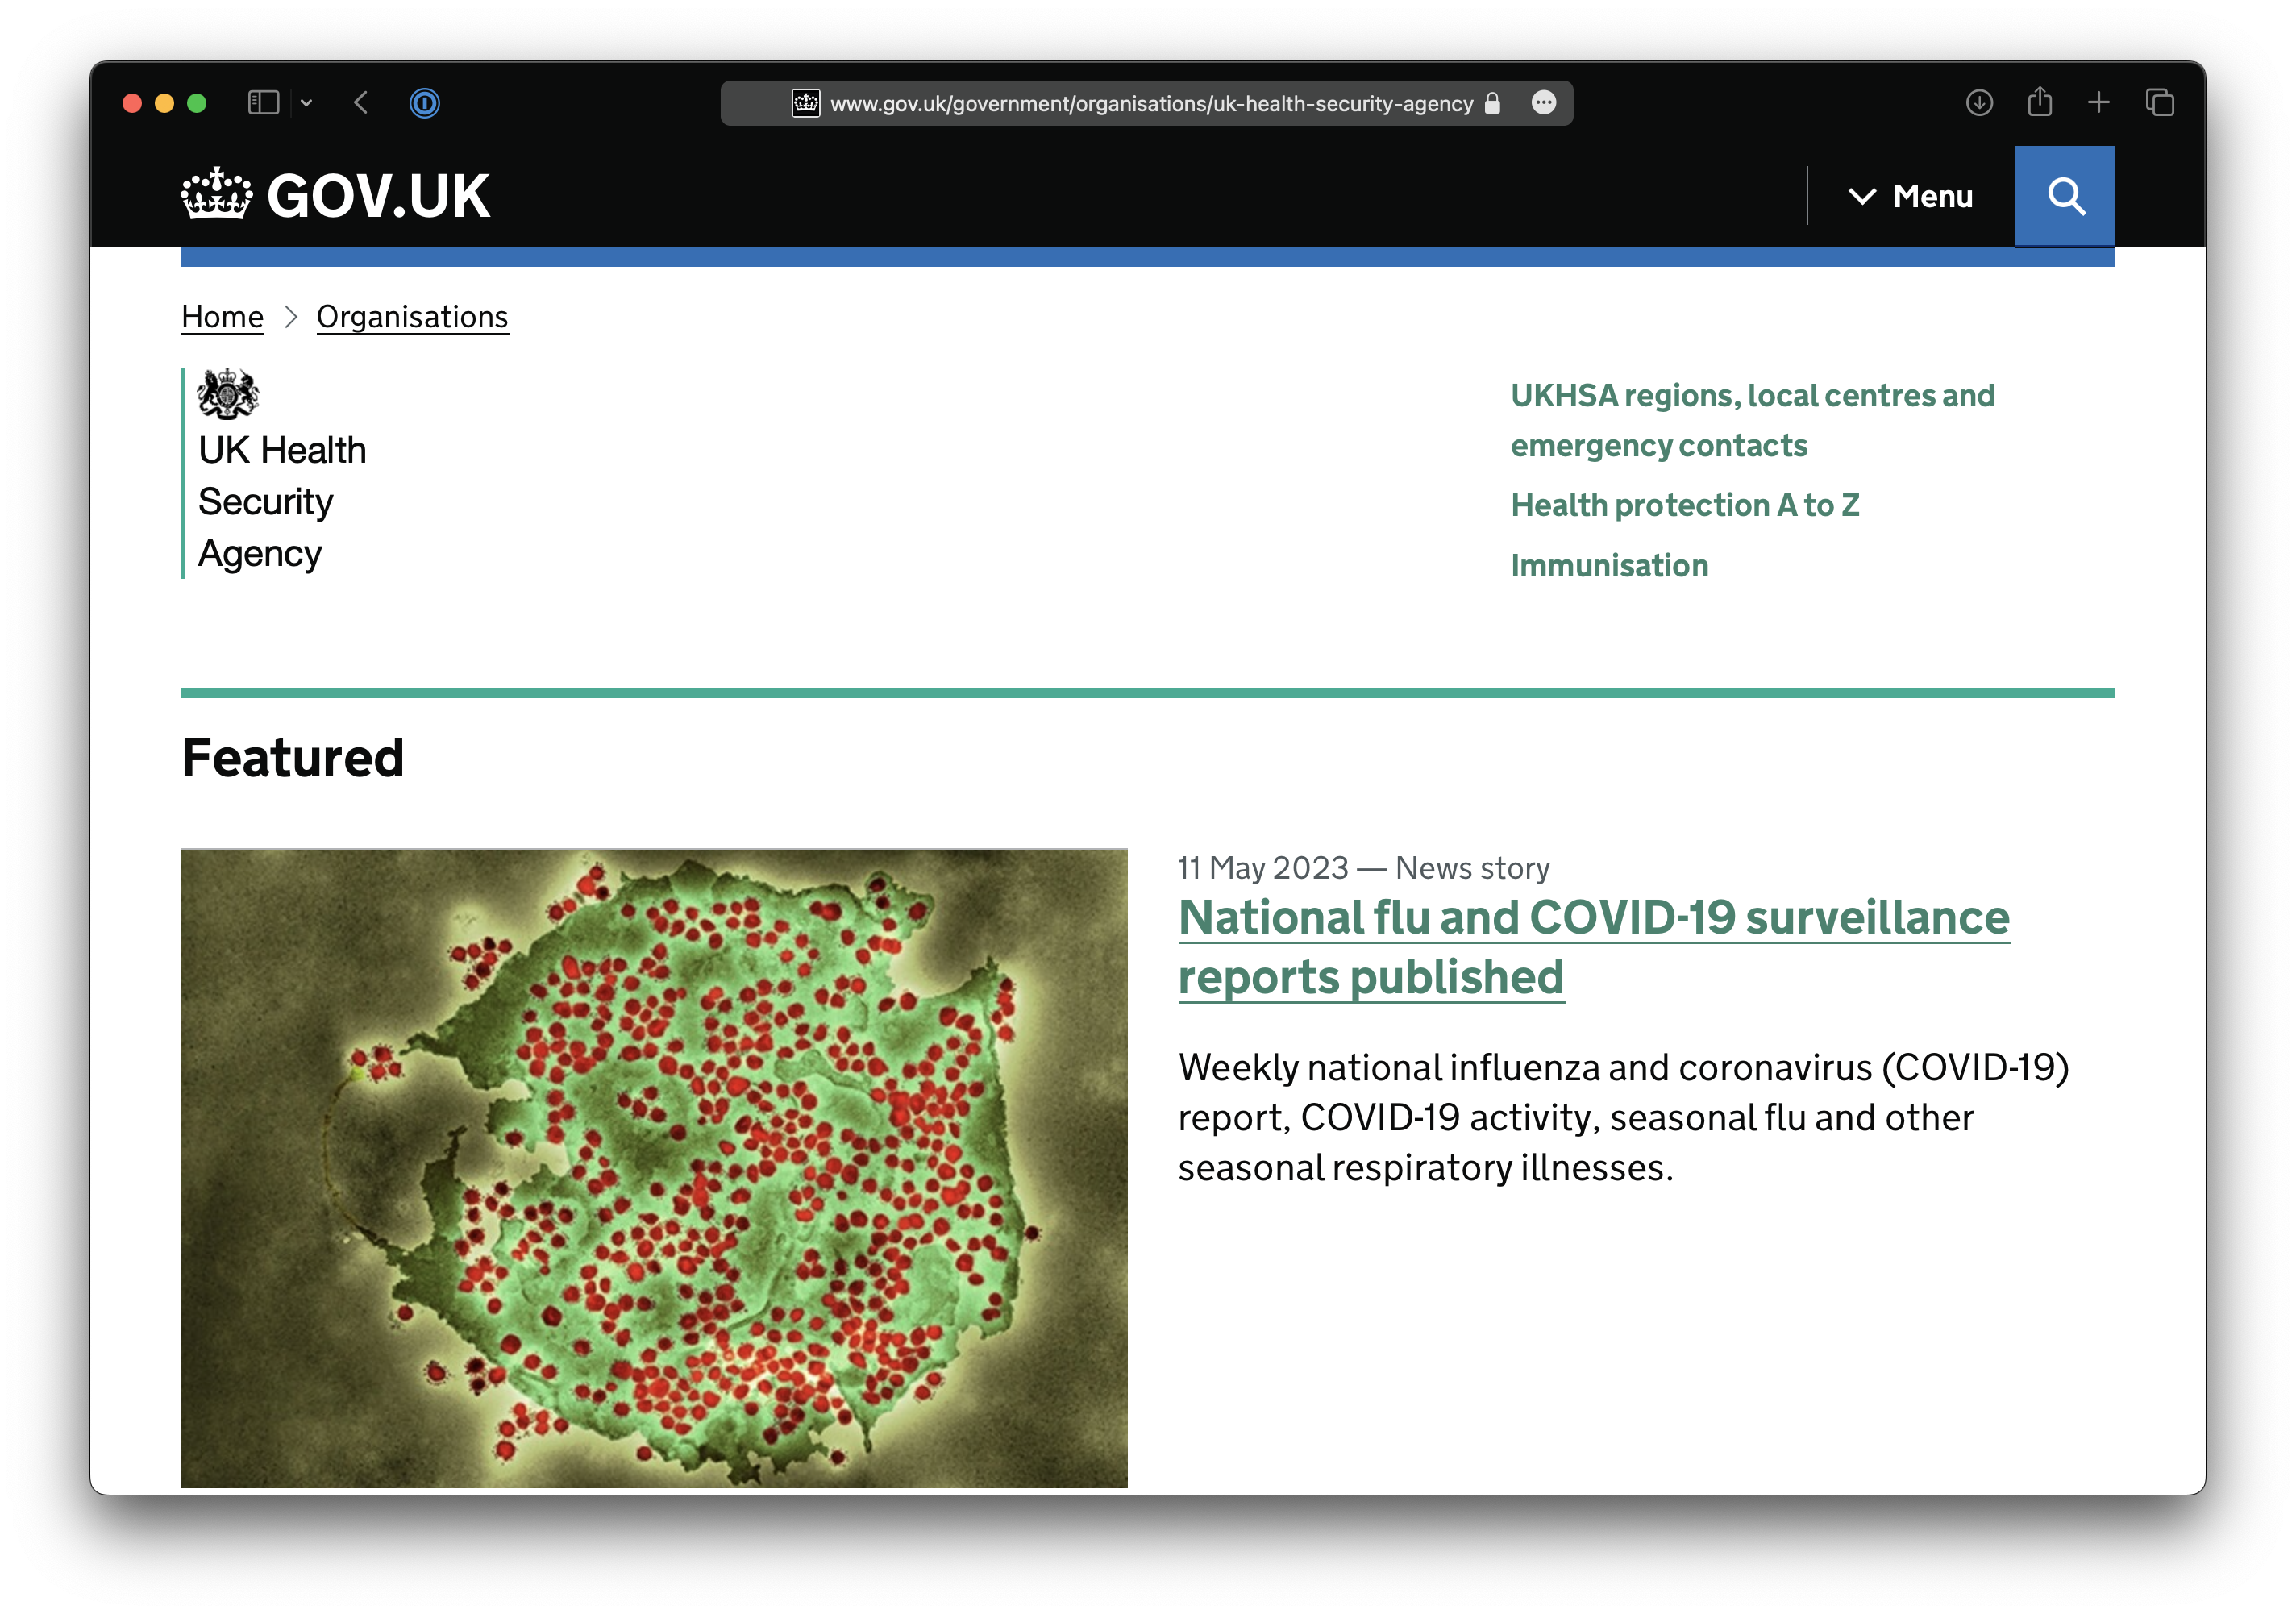 www.gov.uk/government/organisations/uk-health-security-agency
GOV.UK
Menu
Home
Organisations
UK Health
Security
Agency
UKHSA regions, local centres and
emergency contacts
Health protection A to Z
Immunisation
Featured
11 May 2023 — News story
National flu and COVID-19 surveillance
reports published
Weekly national influenza and coronavirus (COVID-19)
report, COVID-19 activity, seasonal flu and other
seasonal respiratory illnesses.